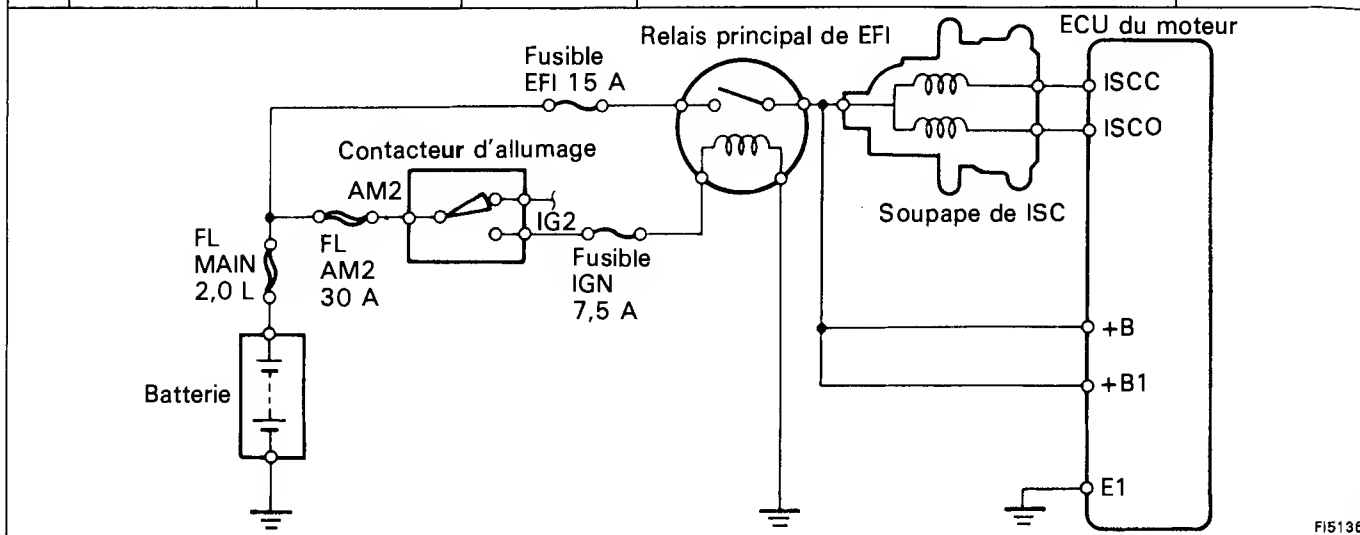 ECU du moteur
Relais principal de EFI
Fusible
EFI 15 A
ISCC
ISCO
Contacteur d'allumage
AM2
IG2
Soupape de ISC
FL
MAIN
2,0 L
FL
AM2
30 A
Fusible
IGN
7,5 A
+B
+B1
Batterie
E1
FI5136